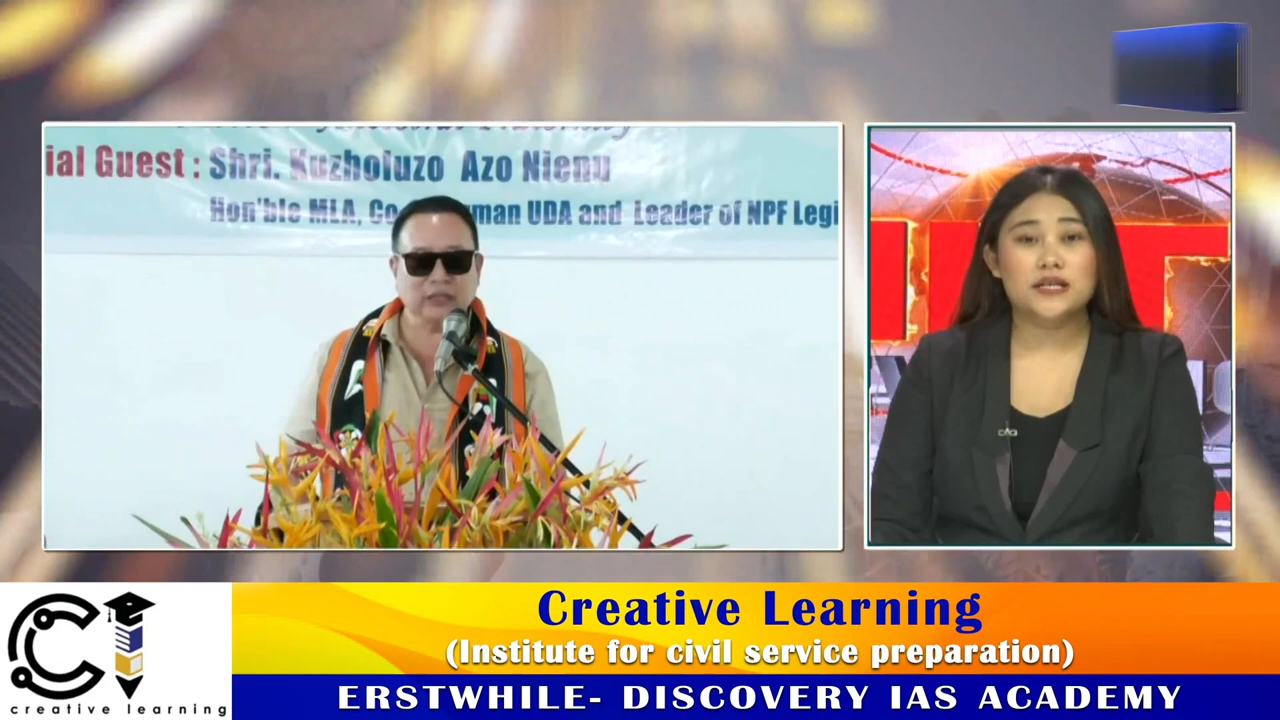 ial Guest : Shri. Kuzholuzo Azo Nienu
Hon'ble MLA, Co- rman UDA and Leader of NPF Legi
Creative Learning
(Institute for civil service preparation)
ERSTWHILE- DISCOVERY IAS ACADEMY
creative learning